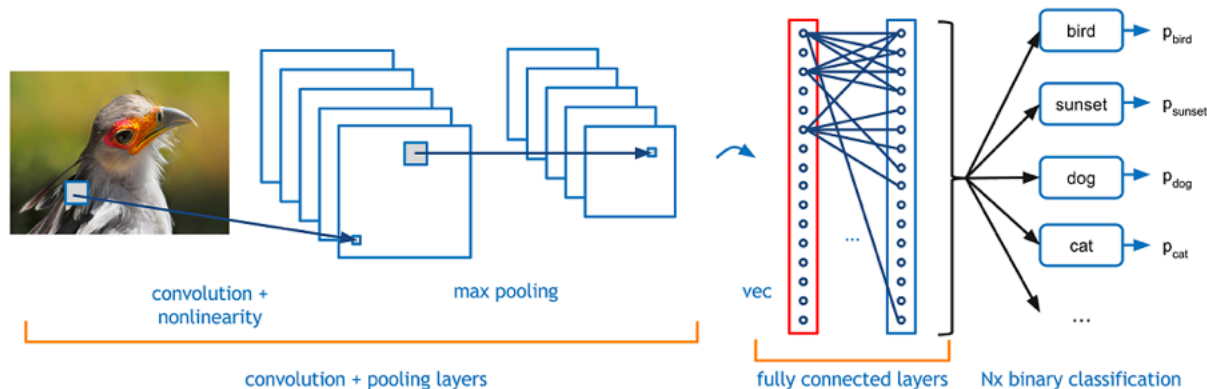 convolution +
nonlinearity
max pooling
vec
...
bird
p_bird
sunset
p_sunset
dog
p_dog
cat
p_cat
...
convolution + pooling layers
fully connected layers
Nx binary classification